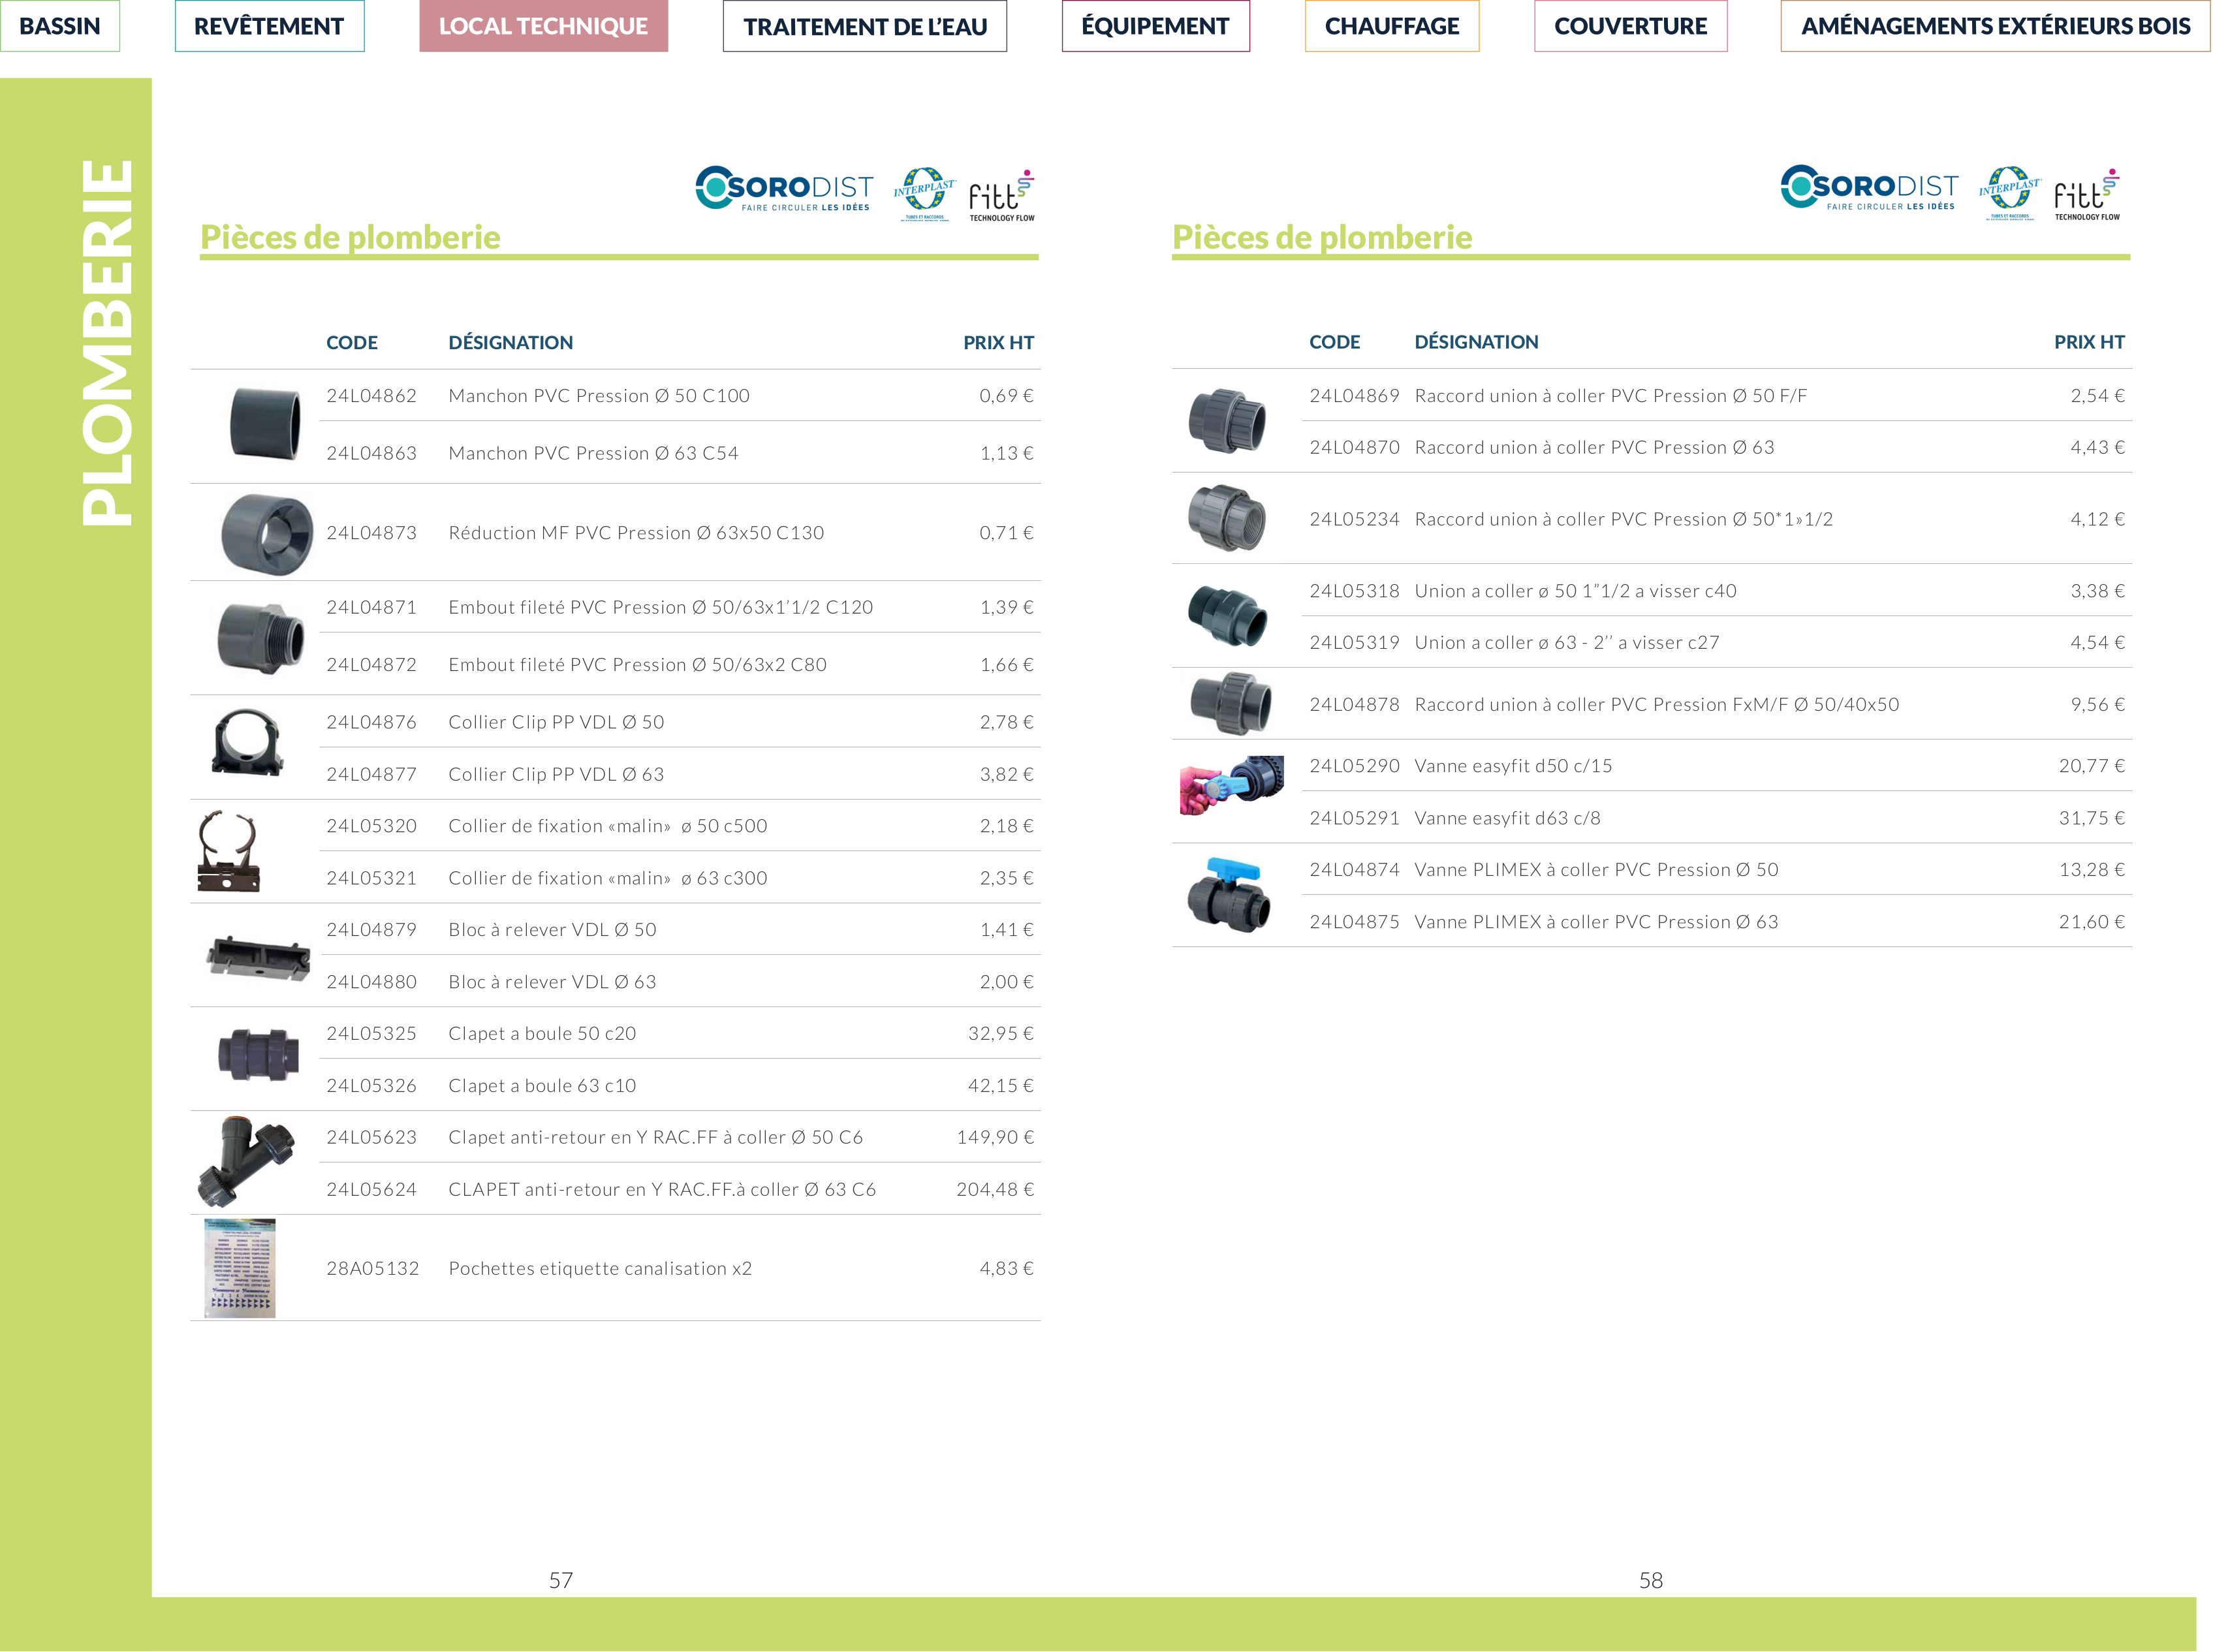 BASSIN
REVÊTEMENT
LOCAL TECHNIQUE
TRAITEMENT DE L’EAU
ÉQUIPEMENT
CHAUFFAGE
COUVERTURE
AMÉNAGEMENTS EXTÉRIEURS BOIS
PLOMBERIE
SORODIST
FAIRE CIRCULER LES IDÉES
INTERPLAST
TUBES ET RACCORDS
fitt
TECHNOLOGY FLOW
Pièces de plomberie
CODE DÉSIGNATION PRIX HT
24L04862 Manchon PVC Pression Ø 50 C100 0,69 €
24L04863 Manchon PVC Pression Ø 63 C54 1,13 €
24L04873 Réduction MF PVC Pression Ø 63x50 C130 0,71 €
24L04871 Embout fileté PVC Pression Ø 50/63x1’1/2 C120 1,39 €
24L04872 Embout fileté PVC Pression Ø 50/63x2 C80 1,66 €
24L04876 Collier Clip PP VDL Ø 50 2,78 €
24L04877 Collier Clip PP VDL Ø 63 3,82 €
24L05320 Collier de fixation «malin» ø 50 c500 2,18 €
24L05321 Collier de fixation «malin» ø 63 c300 2,35 €
24L04879 Bloc à relever VDL Ø 50 1,41 €
24L04880 Bloc à relever VDL Ø 63 2,00 €
24L05325 Clapet a boule 50 c20 32,95 €
24L05326 Clapet a boule 63 c10 42,15 €
24L05623 Clapet anti-retour en Y RAC.FF à coller Ø 50 C6 149,90 €
24L05624 CLAPET anti-retour en Y RAC.FF.à coller Ø 63 C6 204,48 €
28A05132 Pochettes etiquette canalisation x2 4,83 €
57
SORODIST
FAIRE CIRCULER LES IDÉES
INTERPLAST
TUBES ET RACCORDS
fitt
TECHNOLOGY FLOW
Pièces de plomberie
CODE DÉSIGNATION PRIX HT
24L04869 Raccord union à coller PVC Pression Ø 50 F/F 2,54 €
24L04870 Raccord union à coller PVC Pression Ø 63 4,43 €
24L05234 Raccord union à coller PVC Pression Ø 50*1»1/2 4,12 €
24L05318 Union a coller ø 50 1”1/2 a visser c40 3,38 €
24L05319 Union a coller ø 63 - 2’’ a visser c27 4,54 €
24L04878 Raccord union à coller PVC Pression FxM/F Ø 50/40x50 9,56 €
24L05290 Vanne easyfit d50 c/15 20,77 €
24L05291 Vanne easyfit d63 c/8 31,75 €
24L04874 Vanne PLIMEX à coller PVC Pression Ø 50 13,28 €
24L04875 Vanne PLIMEX à coller PVC Pression Ø 63 21,60 €
58